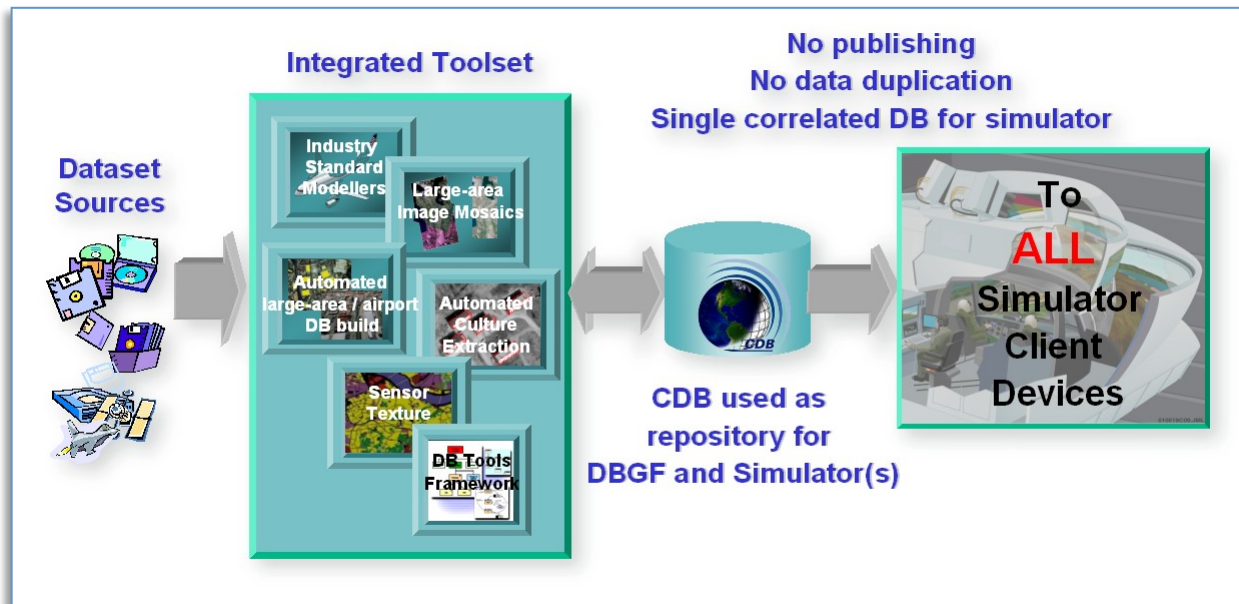 No publishing
No data duplication
Single correlated DB for simulator
Integrated Toolset
Dataset
Sources
Industry
Standard
Modellers
Large-area
Image Mosaics
Automated
large-area / airport
DB build
Automated
Culture
Extraction
Sensor
Texture
DB Tools
Framework
CDB
CDB used as
repository for
DBGF and Simulator(s)
To
ALL
Simulator
Client
Devices